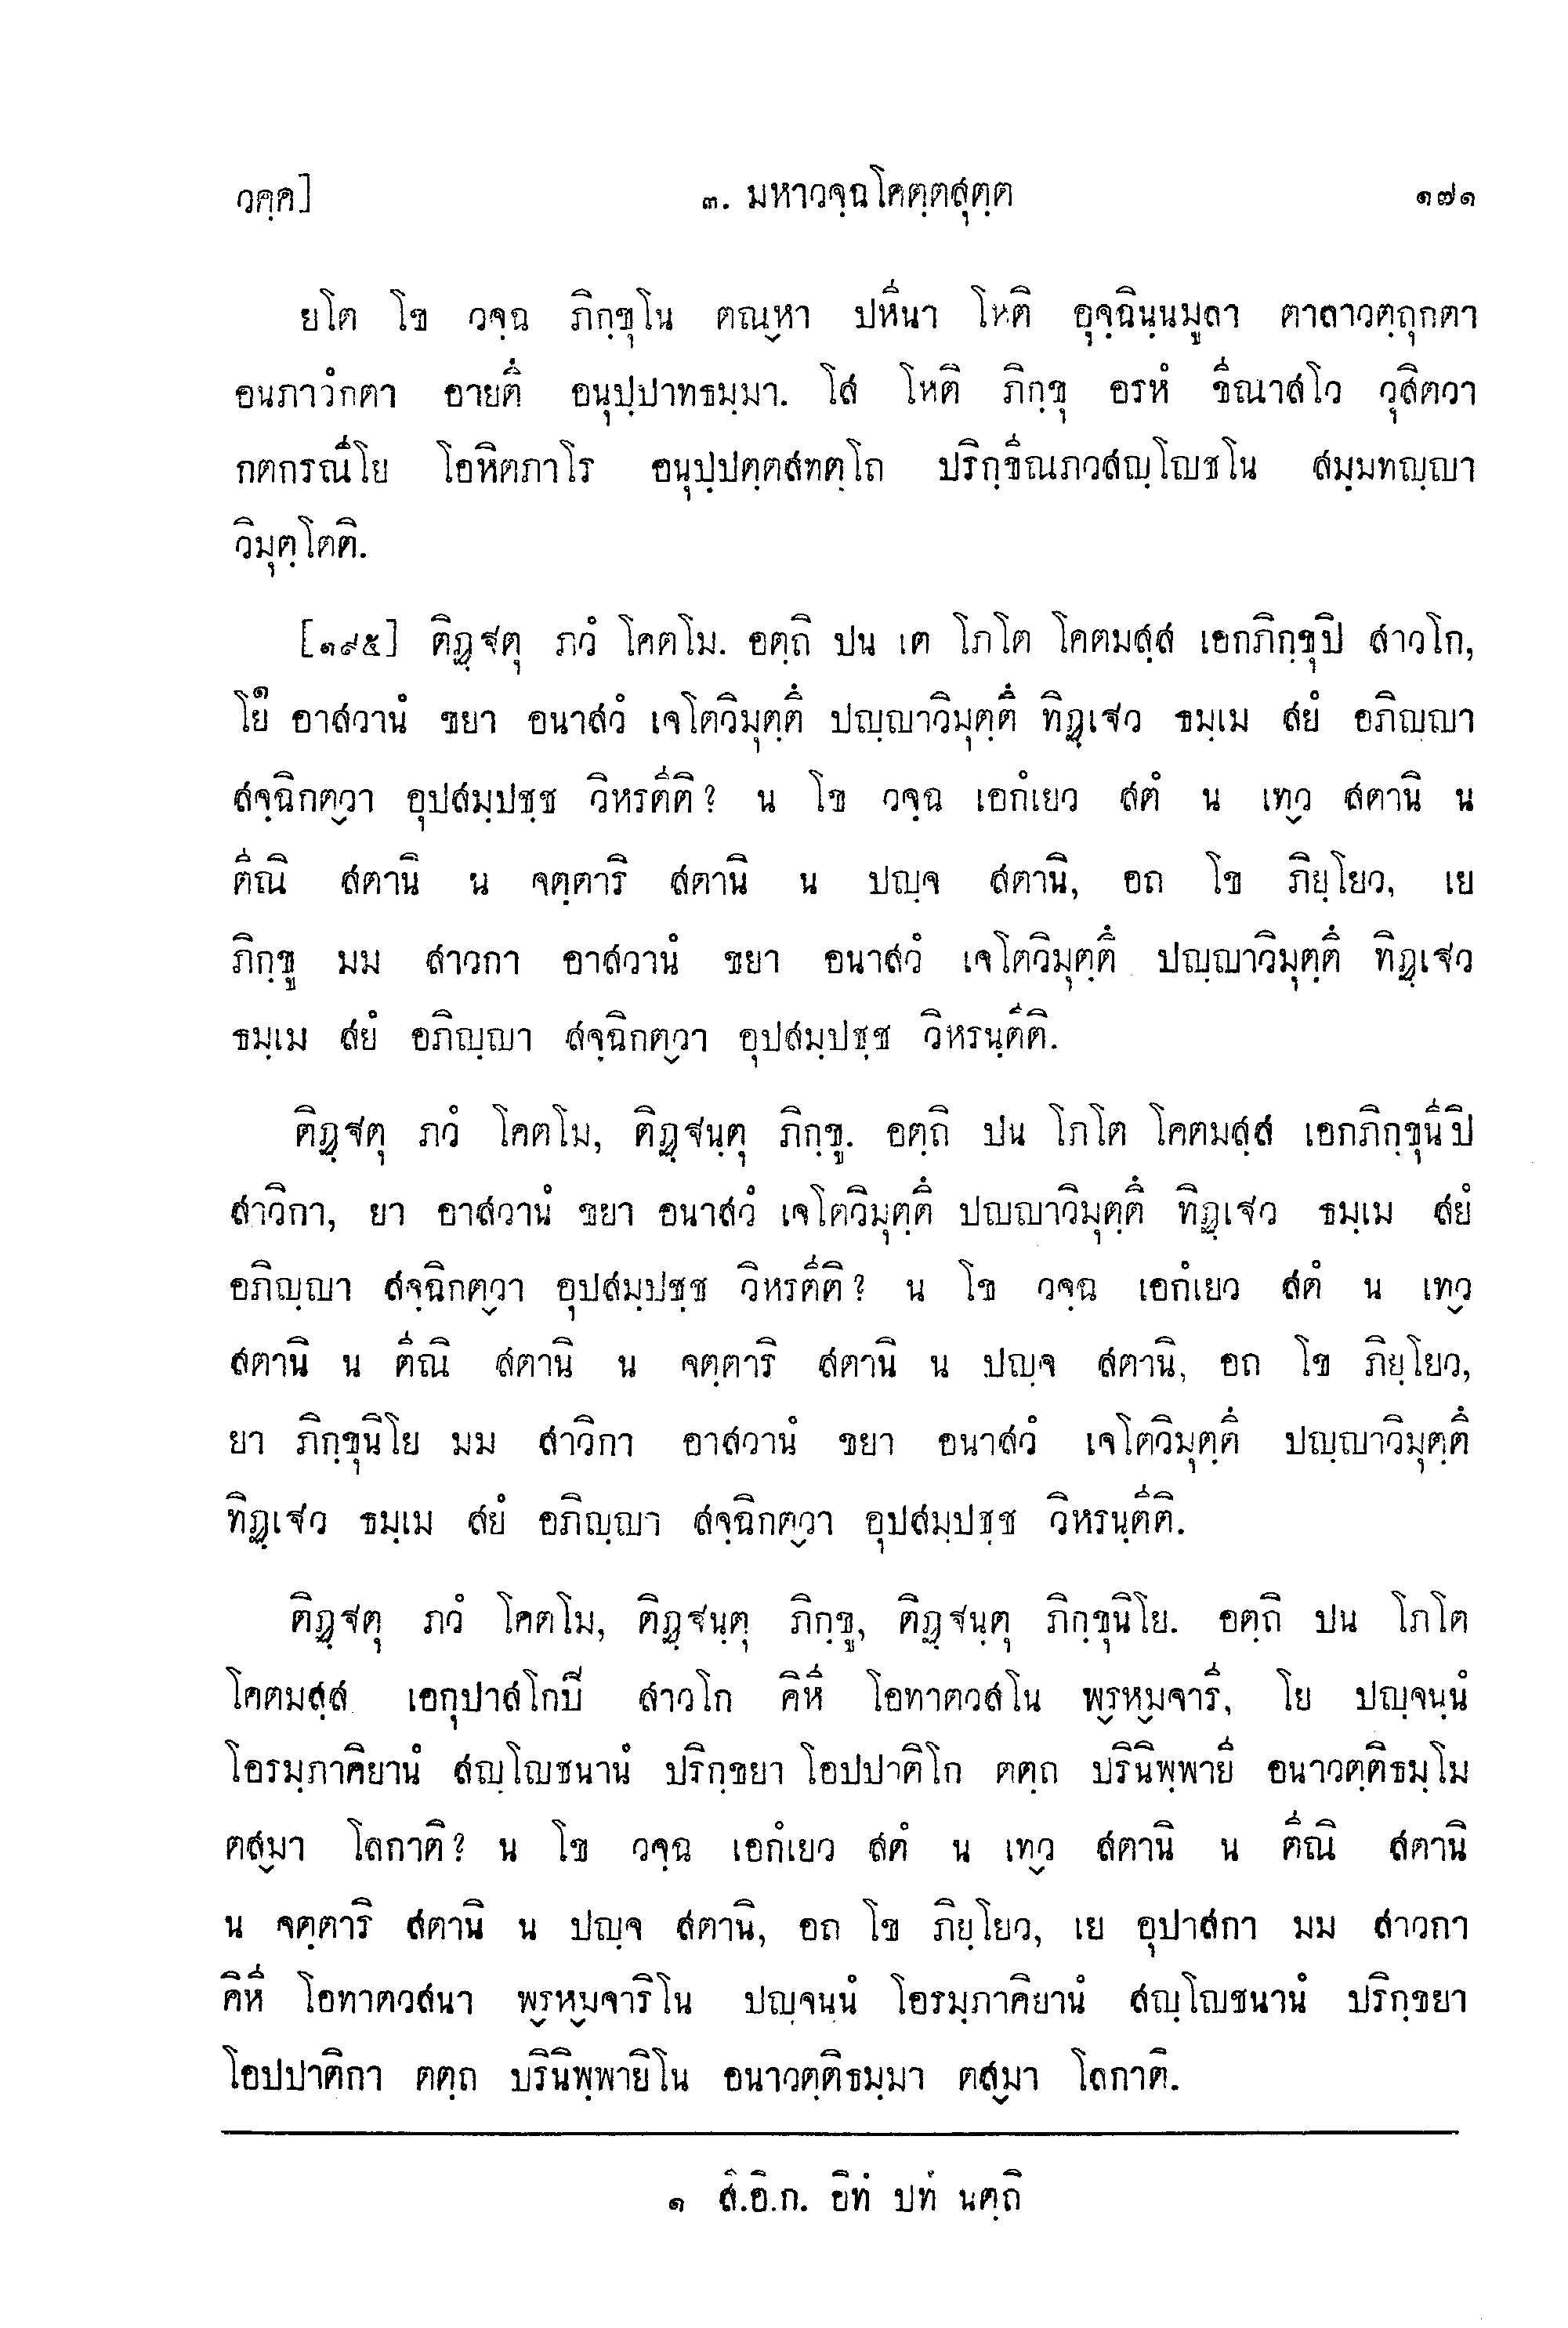 วคฺค] ๓. มหาวจฺฉโคตฺตสุตฺต ๑๗๑
ยโต โข วจฺฉ ภิกฺขุโน ตณ๎หา ปหีนา โหติ อุจฺฉินฺนมูลา ตาลาวตฺถุกตา
อนภาวํกตา อายตึ อนุปฺปาทธมฺมา. โส โหติ ภิกฺขุ อรหํ ขีณาสโว วุสิตวา
กตกรณีโย โอหิตภาโร อนุปฺปตฺตสทตฺโถ ปริกฺขีณภวสญฺโญชโน สมฺมทญฺญา
วิมุตฺโตติ.
[๑๙๕] ติฏฺฐตุ ภวํ โคตโม. อตฺถิ ปน เต โภโต โคตมสฺส เอกภิกฺขุปิ สาวโก,
โย๑ อาสวานํ ขยา อนาสวํ เจโตวิมุตฺตึ ปญฺญาวิมุตฺตึ ทิฏฺเฐว ธมฺเม สยํ อภิญฺญา
สจฺฉิกต๎วา อุปสมฺปชฺช วิหรตีติ? น โข วจฺฉ เอกํเยว สตํ น เท๎ว สตานิ น
ตีณิ สตานิ น จตฺตาริ สตานิ น ปญฺจ สตานิ, อถ โข ภิยฺโยว, เย
ภิกฺขู มม สาวกา อาสวานํ ขยา อนาสวํ เจโตวิมุตฺตึ ปญฺญาวิมุตฺตึ ทิฏฺเฐว
ธมฺเม สยํ อภิญฺญา สจฺฉิกต๎วา อุปสมฺปชฺช วิหรนฺตีติ.
ติฏฺฐตุ ภวํ โคตโม, ติฏฺฐนฺตุ ภิกฺขู. อตฺถิ ปน โภโต โคตมสฺส เอกภิกฺขุนีปิ
สาวิกา, ยา อาสวานํ ขยา อนาสวํ เจโตวิมุตฺตึ ปญฺญาวิมุตฺตึ ทิฏฺเฐว ธมฺเม สยํ
อภิญฺญา สจฺฉิกต๎วา อุปสมฺปชฺช วิหรตีติ? น โข วจฺฉ เอกํเยว สตํ น เท๎ว
สตานิ น ตีณิ สตานิ น จตฺตาริ สตานิ น ปญฺจ สตานิ, อถ โข ภิยฺโยว,
ยา ภิกฺขุนิโย มม สาวิกา อาสวานํ ขยา อนาสวํ เจโตวิมุตฺตึ ปญฺญาวิมุตฺตึ
ทิฏฺเฐว ธมฺเม สยํ อภิญฺญา สจฺฉิกต๎วา อุปสมฺปชฺช วิหรนฺตีติ.
ติฏฺฐตุ ภวํ โคตโม, ติฏฺฐนฺตุ ภิกฺขู, ติฏฺฐนฺตุ ภิกฺขุนิโย. อตฺถิ ปน โภโต
โคตมสฺส เอกุปาสโกปิ สาวโก คิหี โอทาตวสโน พ๎รห๎มจารี, โย ปญฺจนฺนํ
โอรมฺภาคิยานํ สญฺโญชนานํ ปริกฺขยา โอปปาติโก ตตฺถ ปรินิพฺพายี อนาวตฺติธมฺโม
ตส๎มา โลกาติ? น โข วจฺฉ เอกํเยว สตํ น เท๎ว สตานิ น ตีณิ สตานิ
น จตฺตาริ สตานิ น ปญฺจ สตานิ, อถ โข ภิยฺโยว, เย อุปาสกา มม สาวกา
คิหี โอทาตวสนา พ๎รห๎มจาริโน ปญฺจนฺนํ โอรมฺภาคิยานํ สญฺโญชนานํ ปริกฺขยา
โอปปาติกา ตตฺถ ปรินิพฺพายิโน อนาวตฺติธมฺมา ตส๎มา โลกาติ.
๑ สี.อิ.ก. อิทํ ปทํ นตฺถิ